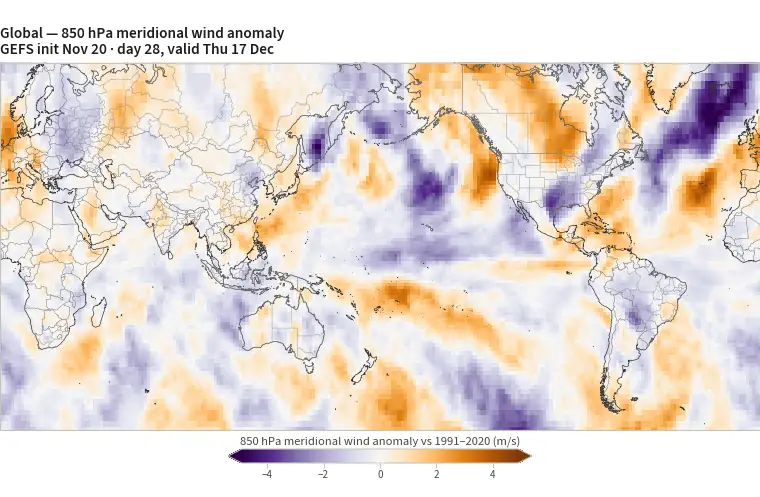 Global — 850 hPa meridional wind anomaly
GEFS init Nov 20 · day 28, valid Thu 17 Dec
850 hPa meridional wind anomaly vs 1991–2020 (m/s)
−4 −2 0 2 4